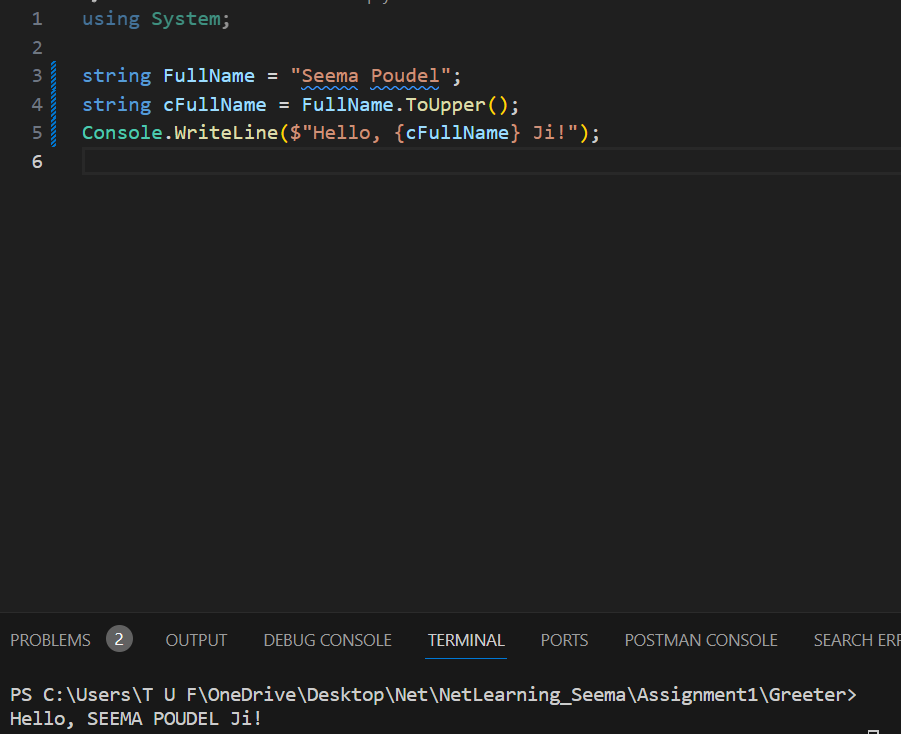 1 using System;
2
3 string FullName = "Seema Poudel";
4 string cFullName = FullName.ToUpper();
5 Console.WriteLine($"Hello, {cFullName} Ji!");
6
PROBLEMS 2 OUTPUT DEBUG CONSOLE TERMINAL PORTS POSTMAN CONSOLE SEARCH ERR
PS C:\Users\T U F\OneDrive\Desktop\Net\NetLearning_Seema\Assignment1\Greeter>
Hello, SEEMA POUDEL Ji!